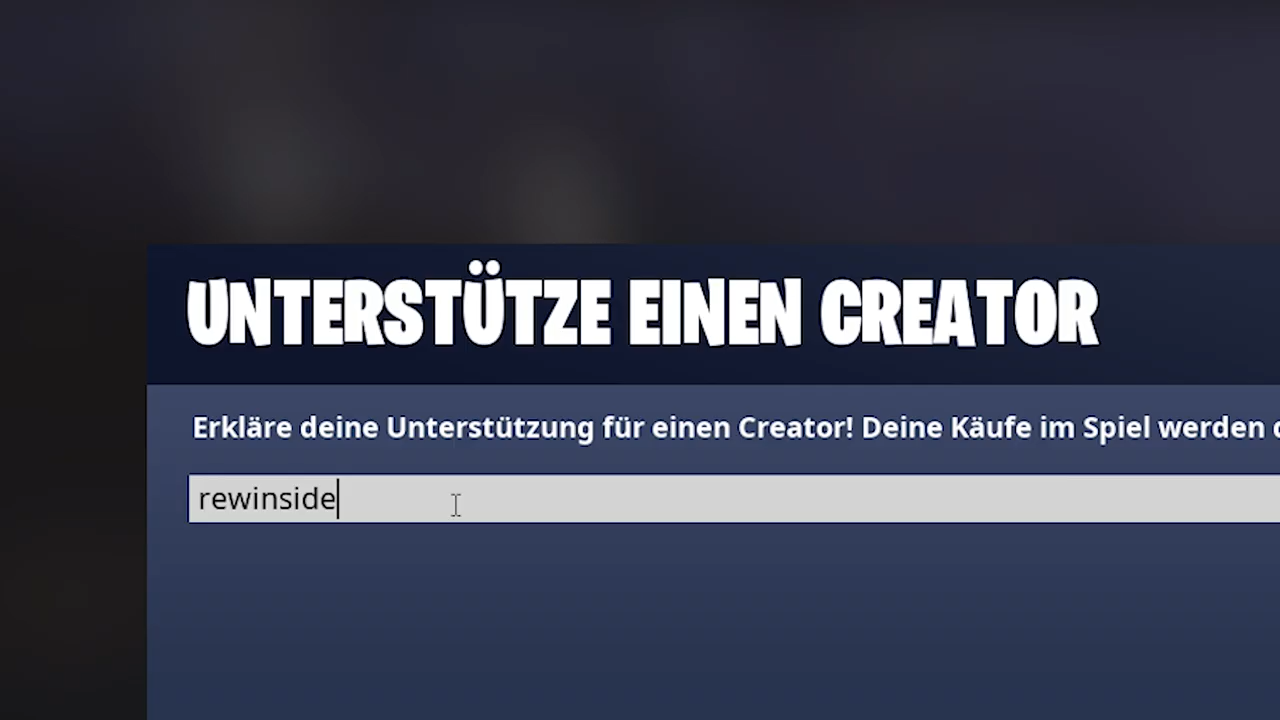 UNTERSTÜTZE EINEN CREATOR
Erkläre deine Unterstützung für einen Creator! Deine Käufe im Spiel werden
rewinside